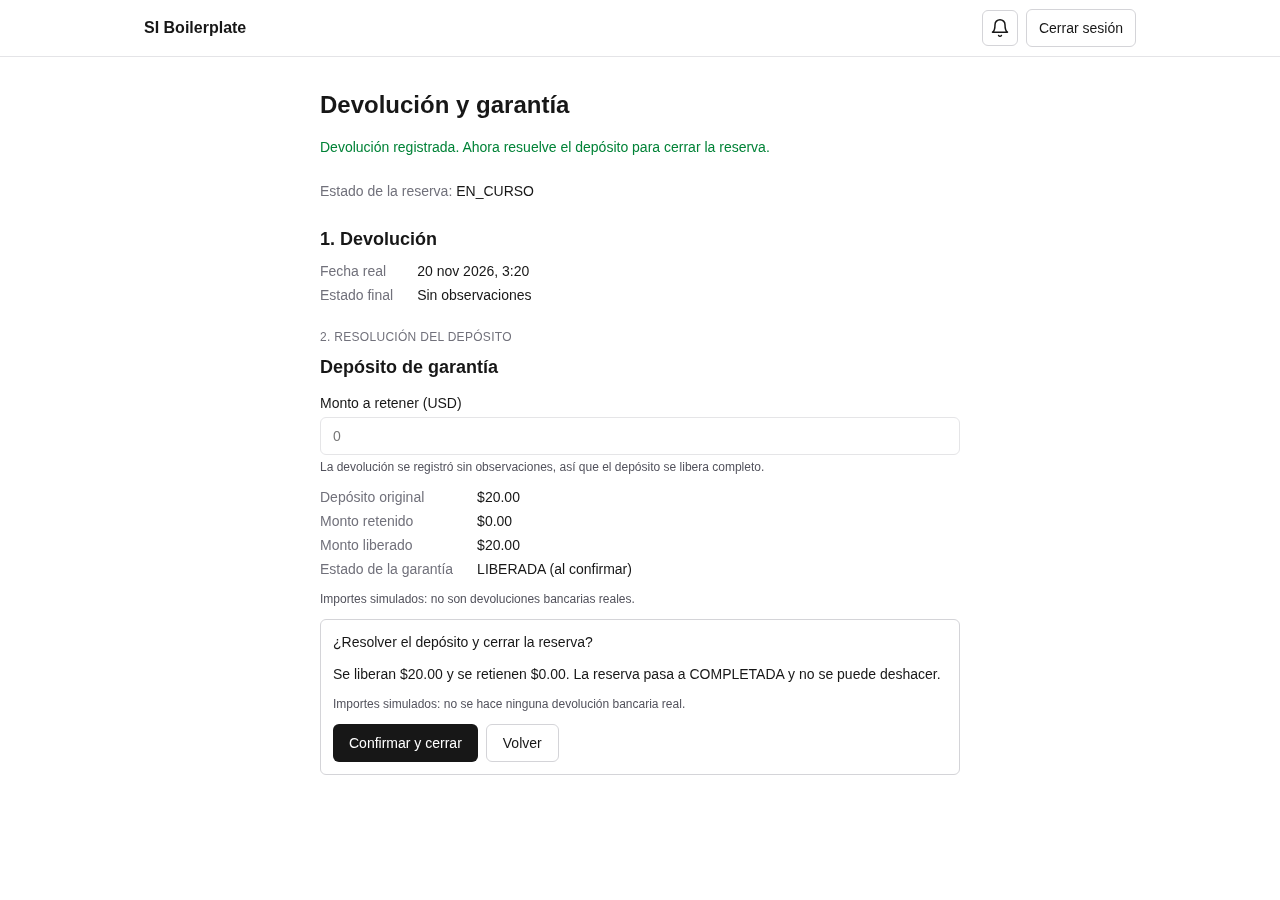 SI Boilerplate
Cerrar sesión
Devolución y garantía
Devolución registrada. Ahora resuelve el depósito para cerrar la reserva.
Estado de la reserva: EN_CURSO
1. Devolución
Fecha real 20 nov 2026, 3:20
Estado final Sin observaciones
2. RESOLUCIÓN DEL DEPÓSITO
Depósito de garantía
Monto a retener (USD)
0
La devolución se registró sin observaciones, así que el depósito se libera completo.
Depósito original $20.00
Monto retenido $0.00
Monto liberado $20.00
Estado de la garantía LIBERADA (al confirmar)
Importes simulados: no son devoluciones bancarias reales.
¿Resolver el depósito y cerrar la reserva?
Se liberan $20.00 y se retienen $0.00. La reserva pasa a COMPLETADA y no se puede deshacer.
Importes simulados: no se hace ninguna devolución bancaria real.
Confirmar y cerrar
Volver